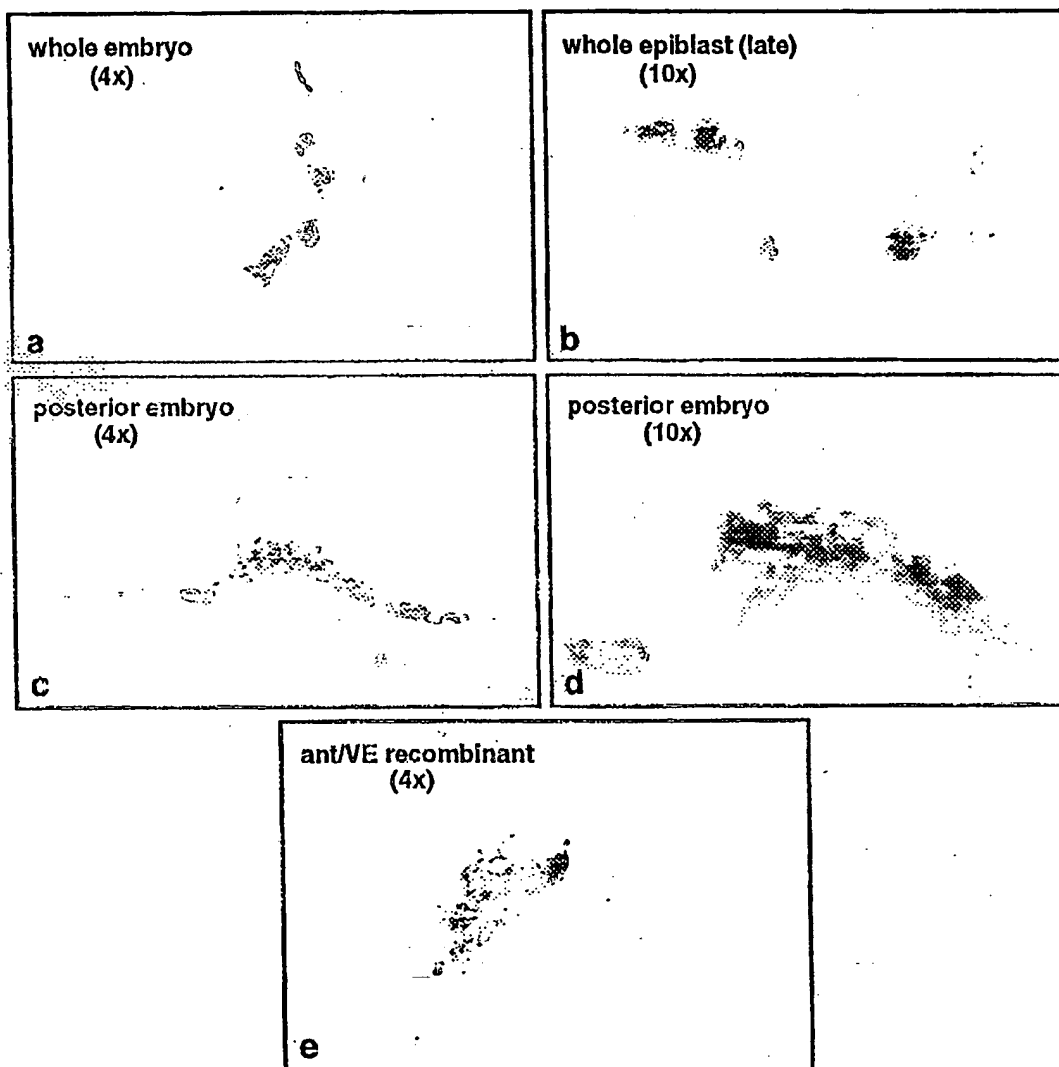 whole embryo
(4x)
a
whole epiblast (late)
(10x)
b
posterior embryo
(4x)
c
posterior embryo
(10x)
d
ant/VE recombinant
(4x)
e